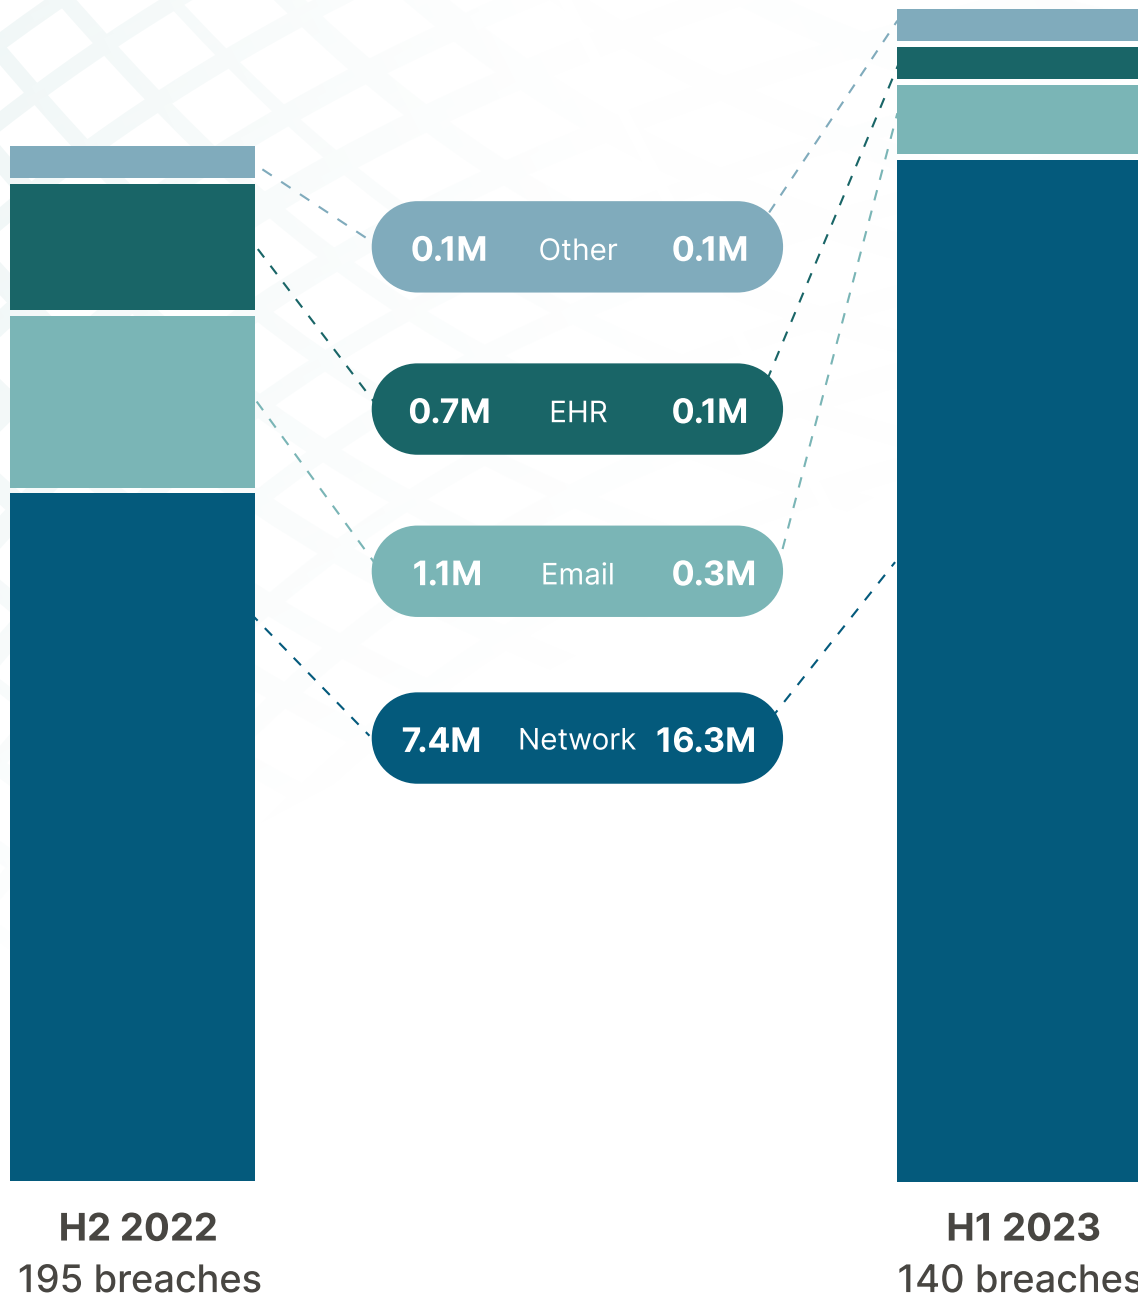 0.1M Other 0.1M
0.7M EHR 0.1M
1.1M Email 0.3M
7.4M Network 16.3M
H2 2022
195 breaches
H1 2023
140 breaches